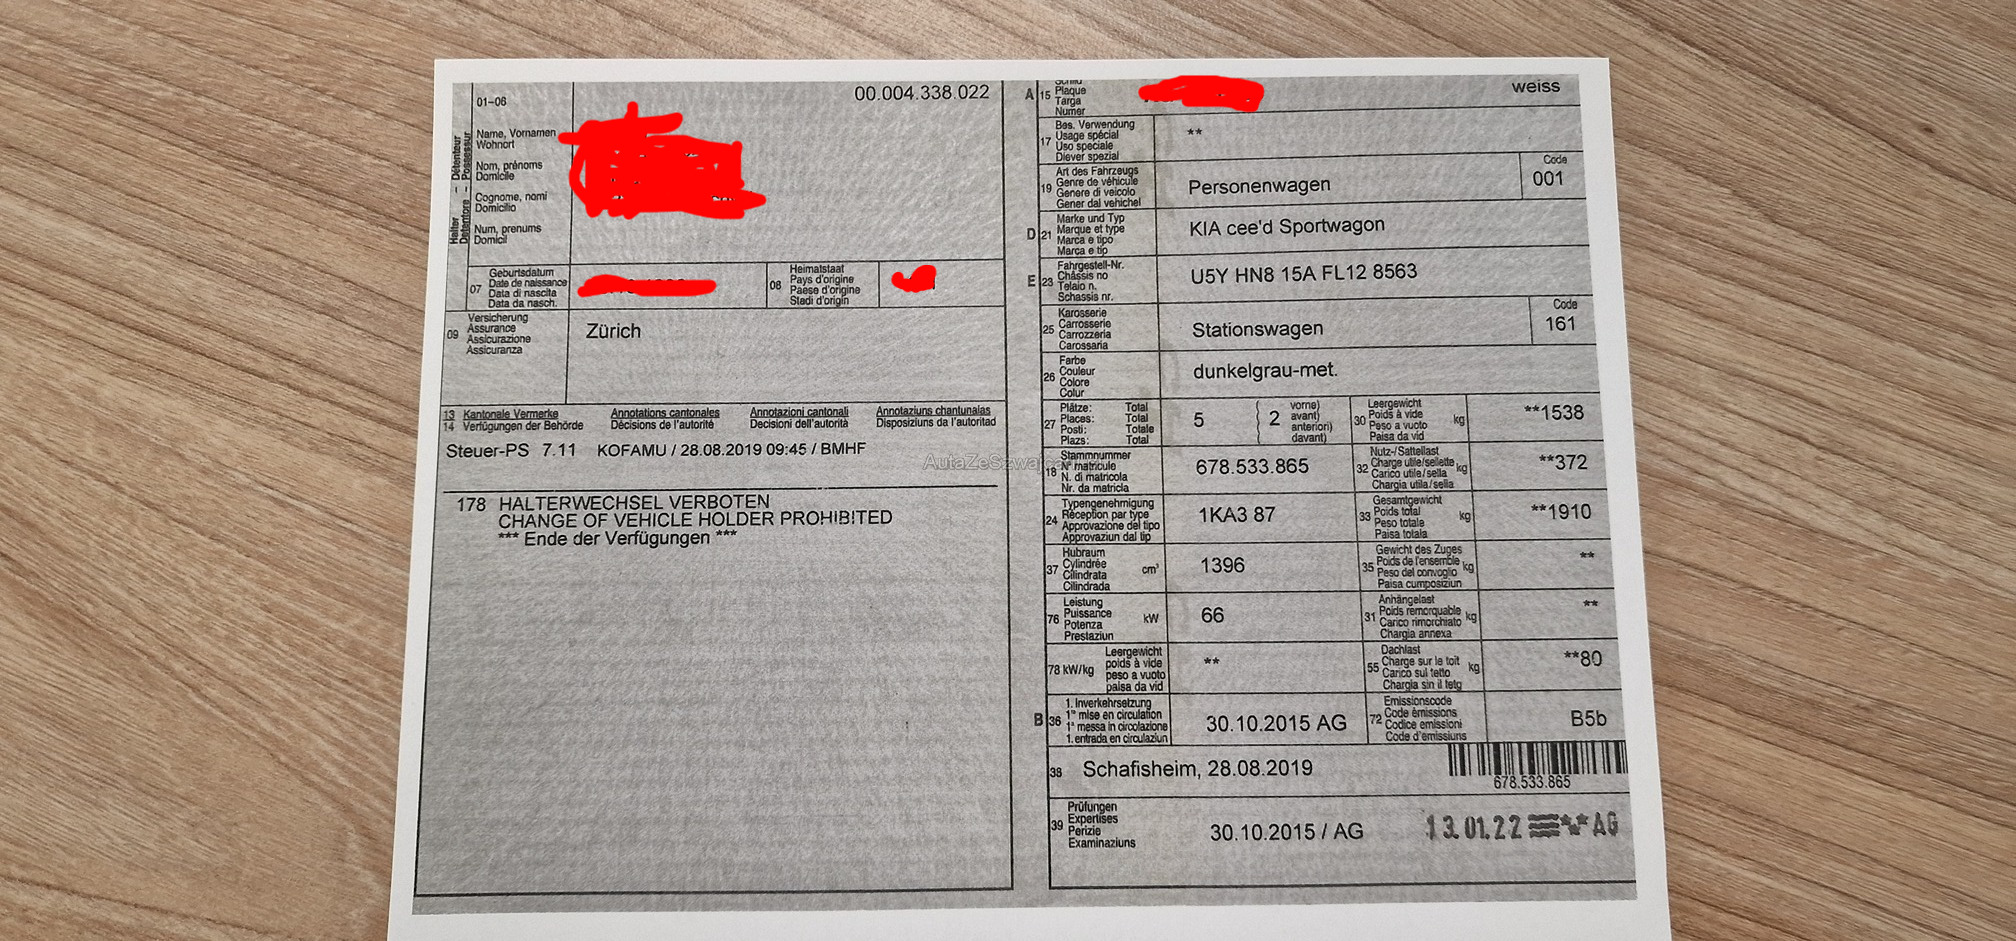 00.004.338.022
01-06
Halter - Détenteur
Detentore - Possessur
Name, Vornamen
Wohnort
Nom, prénoms
Domicile
Cognome, nomi
Domicilio
Num, prenums
Domicil
07
Geburtsdatum
Date de naissance
Data di nascita
Data da nasch.
08
Heimatstaat
Pays d'origine
Paese d'origine
Stadi d'origin
09
Versicherung
Assurance
Assicurazione
Assicuranza
Zürich
13 Kantonale Vermerke Annotations cantonales Annotazioni cantonali Annotaziuns chantunalas
14 Verfügungen der Behörde Décisions de l'autorité Decisioni dell'autorità Disposiziuns da l'autoritad
Steuer-PS 7.11 KOFAMU / 28.08.2019 09:45 / BMHF
178 HALTERWECHSEL VERBOTEN
CHANGE OF VEHICLE HOLDER PROHIBITED
*** Ende der Verfügungen ***
A 15
Schild
Plaque
Targa
Numer
weiss
17
Bes. Verwendung
Usage spécial
Uso speciale
Diever spezial
**
19
Art des Fahrzeugs
Genre de véhicule
Genere di veicolo
Gener dal vehichel
Personenwagen
Code
001
D 21
Marke und Typ
Marque et type
Marca e tipo
Marca e tip
KIA cee'd Sportwagon
E 23
Fahrgestell-Nr.
Châssis no
Telaio n.
Schassis nr.
U5Y HN8 15A FL12 8563
25
Karosserie
Carrosserie
Carrozzeria
Carossaria
Stationswagen
Code
161
26
Farbe
Couleur
Colore
Colur
dunkelgrau-met.
27
Plätze: Total
Places: Total
Posti: Totale
Plazs: Total
5
2
vorne)
avant)
anteriori)
davant)
30
Leergewicht
Poids à vide
Peso a vuoto
Paisa da vid
kg
**1538
18
Stammnummer
N° matricule
N. di matricola
Nr. da matricla
678.533.865
32
Nutz-/Sattellast
Charge utile/sellette
Carico utile/sella
Chargia utila/sella
kg
**372
24
Typengenehmigung
Réception par type
Approvazione del tipo
Approvaziun dal tip
1KA3 87
33
Gesamtgewicht
Poids total
Peso totale
Paisa totala
kg
**1910
37
Hubraum
Cylindrée
Cilindrata
Cilindrada
cm³
1396
35
Gewicht des Zuges
Poids de l'ensemble
Peso del convoglio
Paisa cumposiziun
kg
**
76
Leistung
Puissance
Potenza
Prestaziun
kW
66
31
Anhängelast
Poids remorquable
Carico rimorchiato
Chargia annexa
kg
**
78 kW/kg
Leergewicht
poids à vide
peso a vuoto
paisa da vid
**
55
Dachlast
Charge sur le toit
Carico sul tetto
Chargia sin il tetg
kg
**80
B 36
1. Inverkehrsetzung
1re mise en circulation
1a messa in circolazione
1. entrada en circulaziun
30.10.2015 AG
72
Emissionscode
Code émissions
Codice emissioni
Code d'emissiuns
B5b
38 Schafisheim, 28.08.2019
678.533.865
39
Prüfungen
Expertises
Perizie
Examinaziuns
30.10.2015 / AG
13.01.22 AG